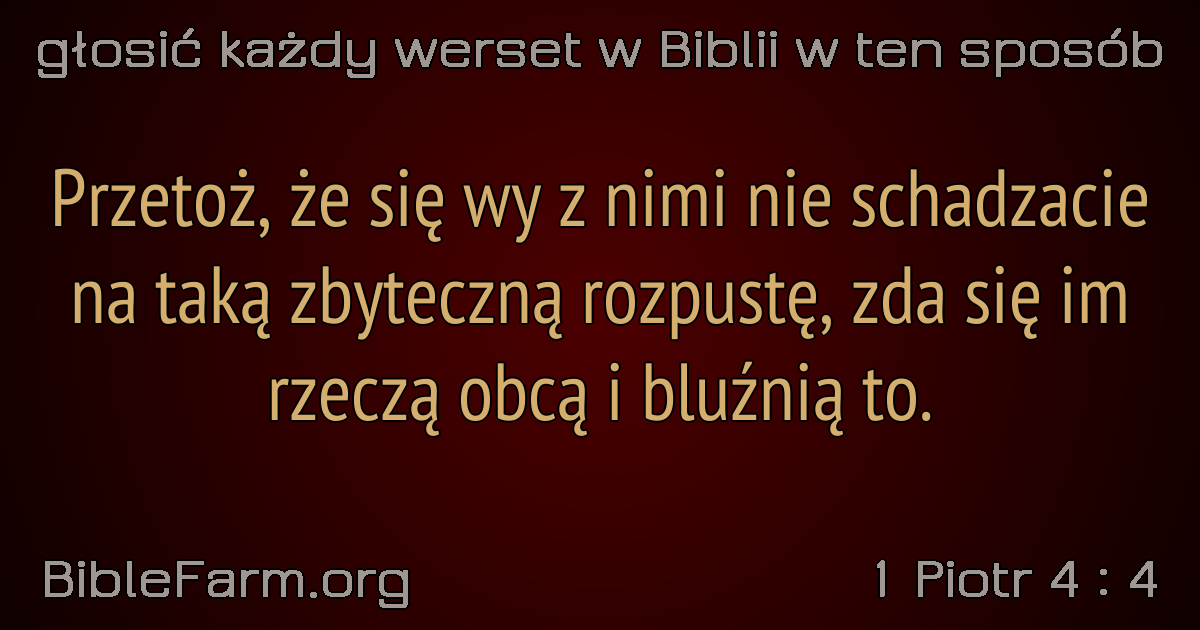 głosić każdy werset w Biblii w ten sposób
Przetoż, że się wy z nimi nie schadzacie
na taką zbyteczną rozpustę, zda się im
rzeczą obcą i bluźnią to.
BibleFarm.org
1 Piotr 4 : 4